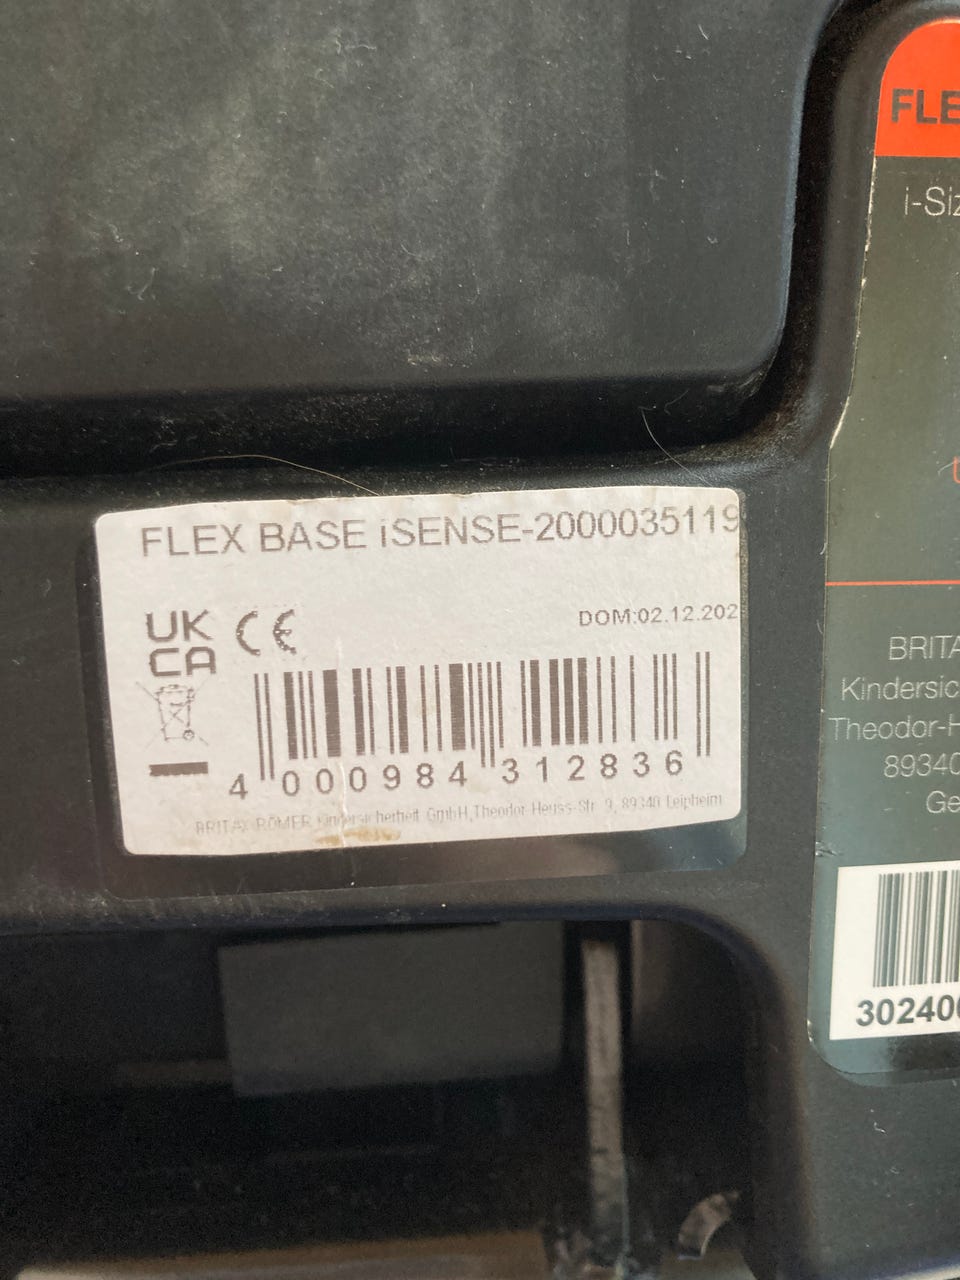 FLEX BASE iSENSE-2000035119
UK
CA
CE
DOM:02.12.202
4 000984 312836
BRITAX RÖMER Kindersicherheit GmbH,Theodor-Heuss-Str. 9, 89340 Leipheim
FLE
i-Siz
BRITA
Kindersic
Theodor-H
89340
Ge
30240